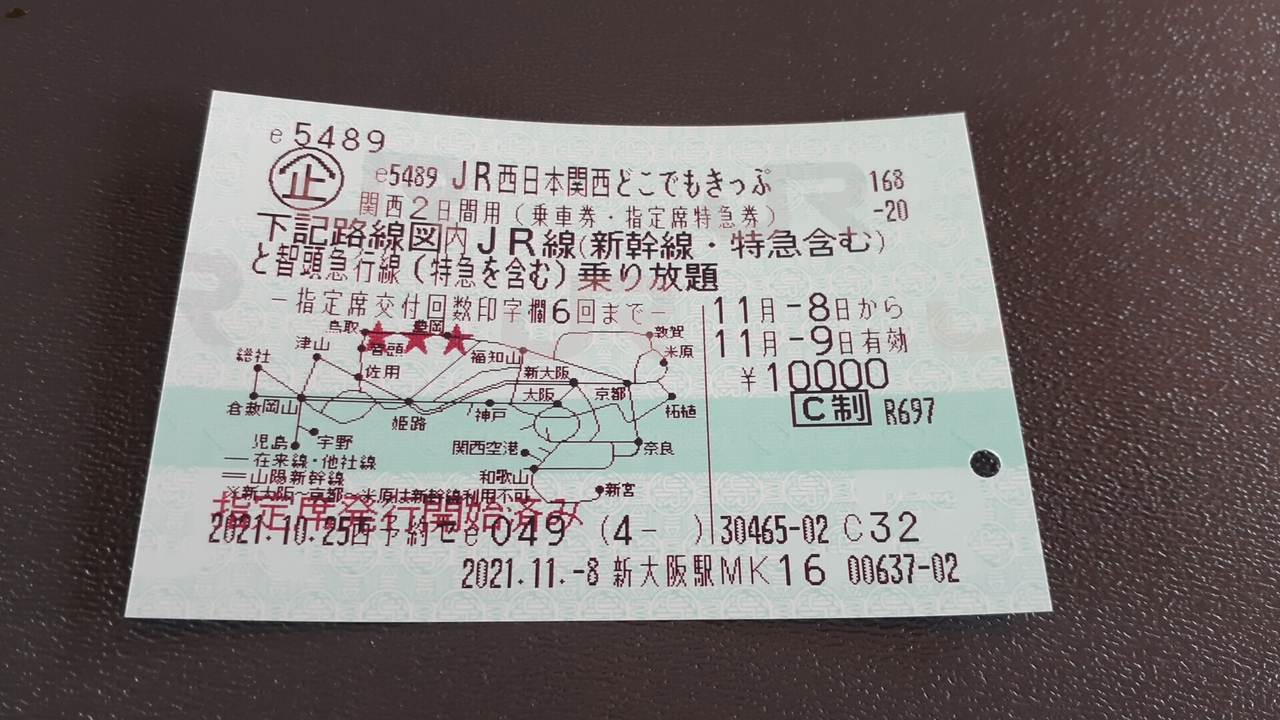 e5489
企 e5489 JR西日本関西どこでもきっぷ 168
関西2日間用(乗車券・指定席特急券) -20
下記路線図内JR線(新幹線・特急含む)
と智頭急行線(特急を含む)乗り放題
-指定席交付回数印字欄6回まで-
11月-8日から
11月-9日有効
¥10000
C制 R697
鳥取 豊岡 敦賀
★★★
智頭 福知山 米原
津山
総社 佐用 新大阪
倉敷 岡山 姫路 神戸 大阪 京都 柘植
児島 宇野 関西空港 奈良
和歌山 新宮
── 在来線・他社線
══ 山陽新幹線
※新大阪~京都~米原は新幹線利用不可
指定席発行開始済み
2021.10.25西予約セe049 (4- ) 30465-02 C32
2021.11.-8 新大阪駅MK16 00637-02